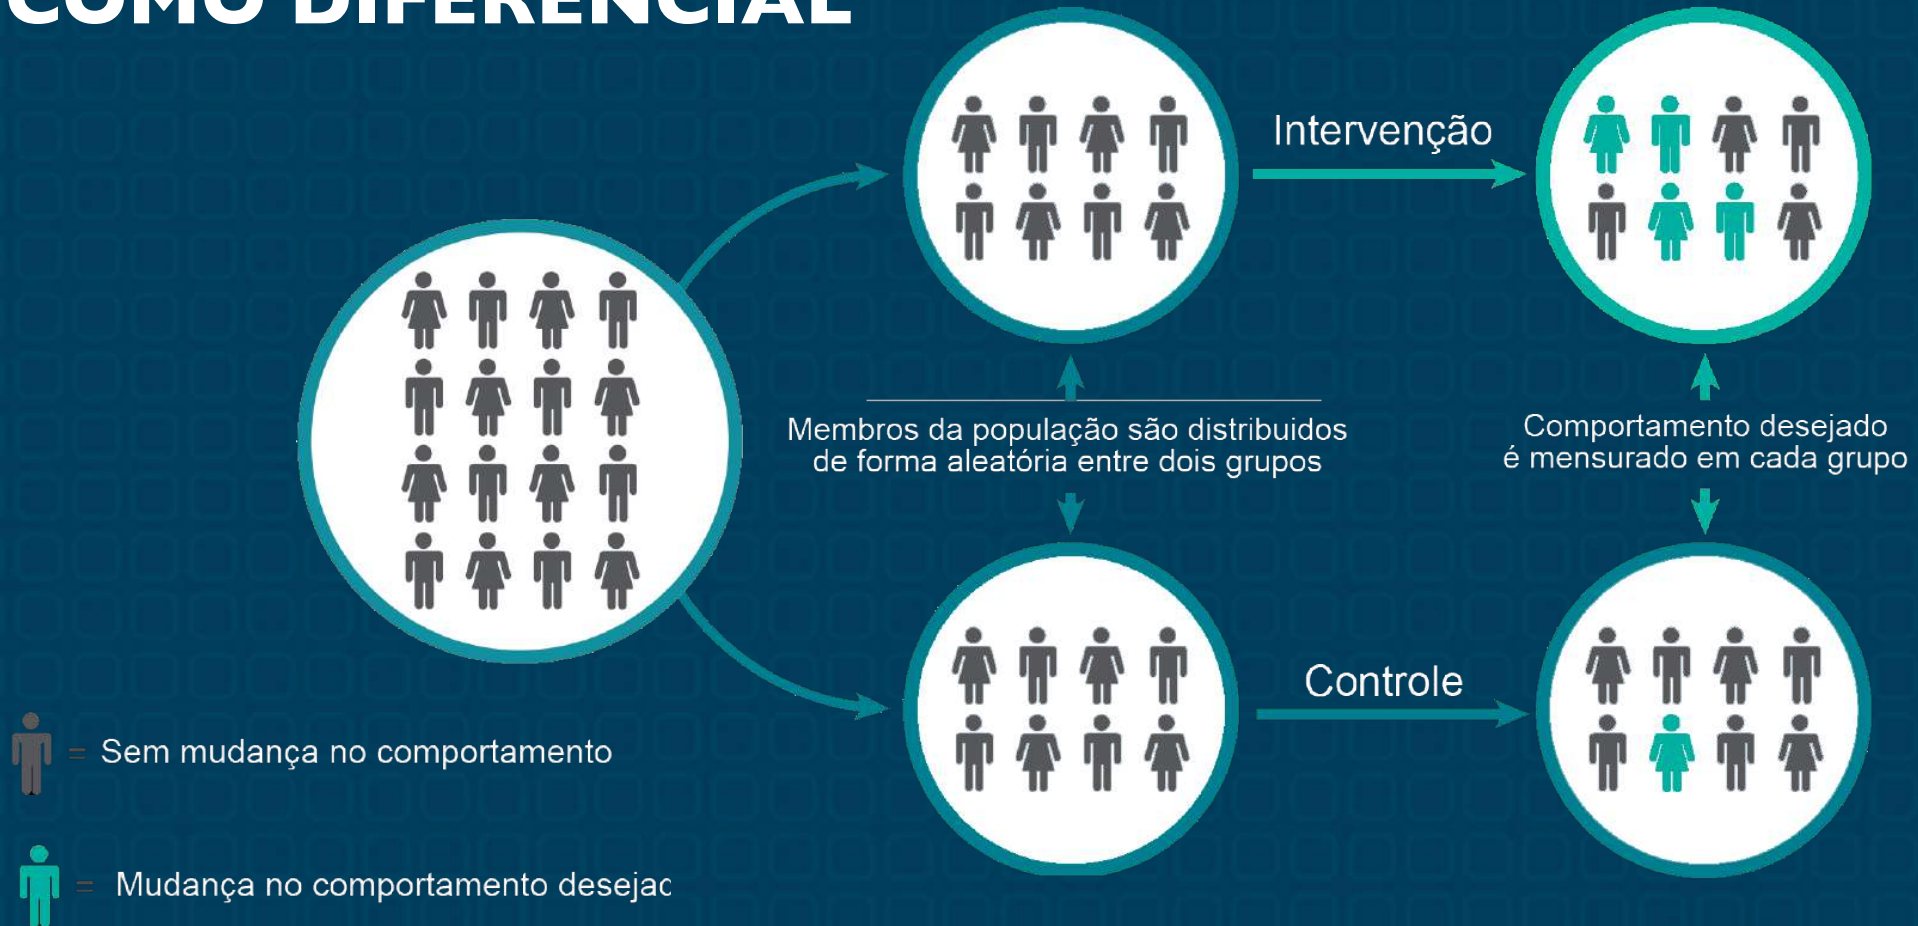 COMO DIFERENCIAL
Intervenção
Membros da população são distribuidos
de forma aleatória entre dois grupos
Comportamento desejado
é mensurado em cada grupo
Controle
= Sem mudança no comportamento
= Mudança no comportamento desejac